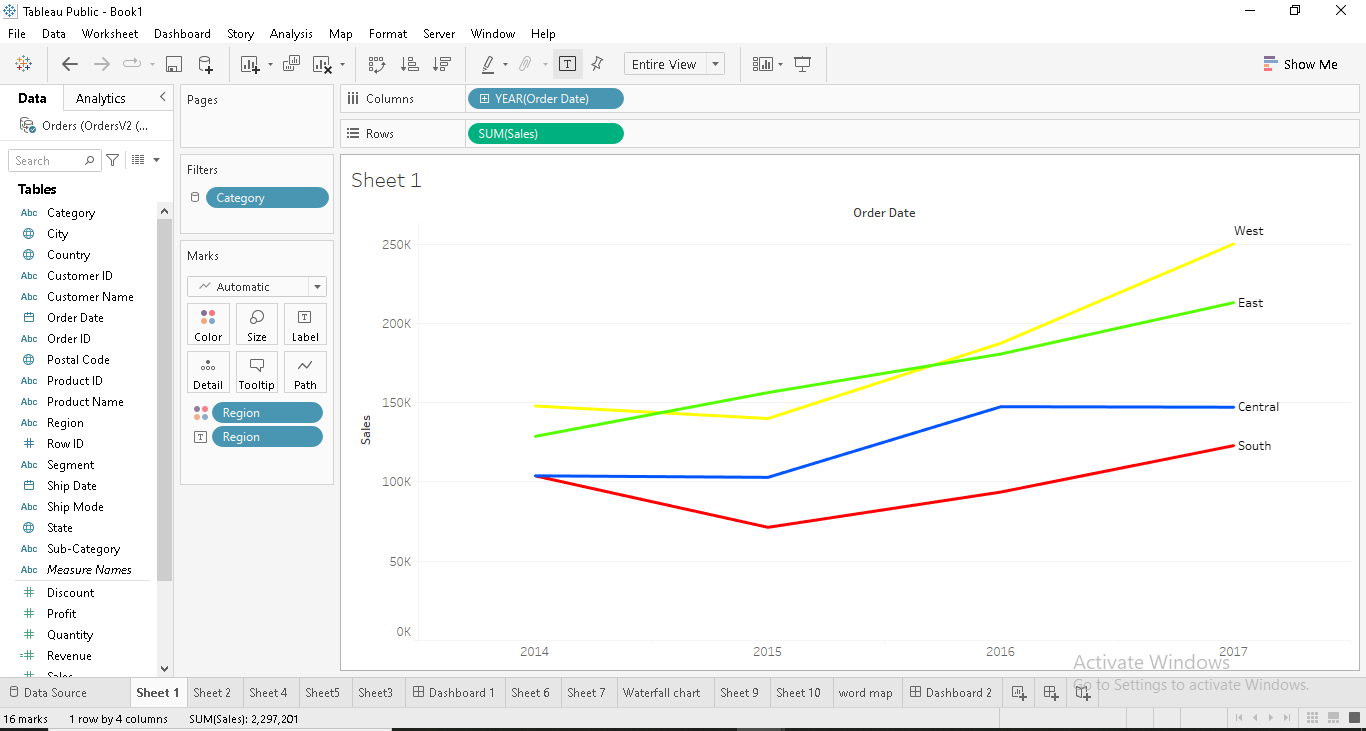 Tableau Public - Book1
File Data Worksheet Dashboard Story Analysis Map Format Server Window Help
Entire View
Show Me
Data Analytics
Orders (OrdersV2 (...
Search
Tables
Abc Category
City
Country
Abc Customer ID
Abc Customer Name
Order Date
Abc Order ID
Postal Code
Abc Product ID
Abc Product Name
Abc Region
Row ID
Abc Segment
Ship Date
Abc Ship Mode
State
Abc Sub-Category
Abc Measure Names
Discount
Profit
Quantity
Revenue
Sales
Pages
Filters
Category
Marks
Automatic
Color Size Label
Detail Tooltip Path
Region
Region
Columns YEAR(Order Date)
Rows SUM(Sales)
Sheet 1
Order Date
Sales
250K
200K
150K
100K
50K
0K
West
East
Central
South
2014 2015 2016 2017
Activate Windows
Go to Settings to activate Windows.
Data Source Sheet 1 Sheet 2 Sheet 4 Sheet5 Sheet3 Dashboard 1 Sheet 6 Sheet 7 Waterfall chart Sheet 9 Sheet 10 word map Dashboard 2
16 marks 1 row by 4 columns SUM(Sales): 2,297,201